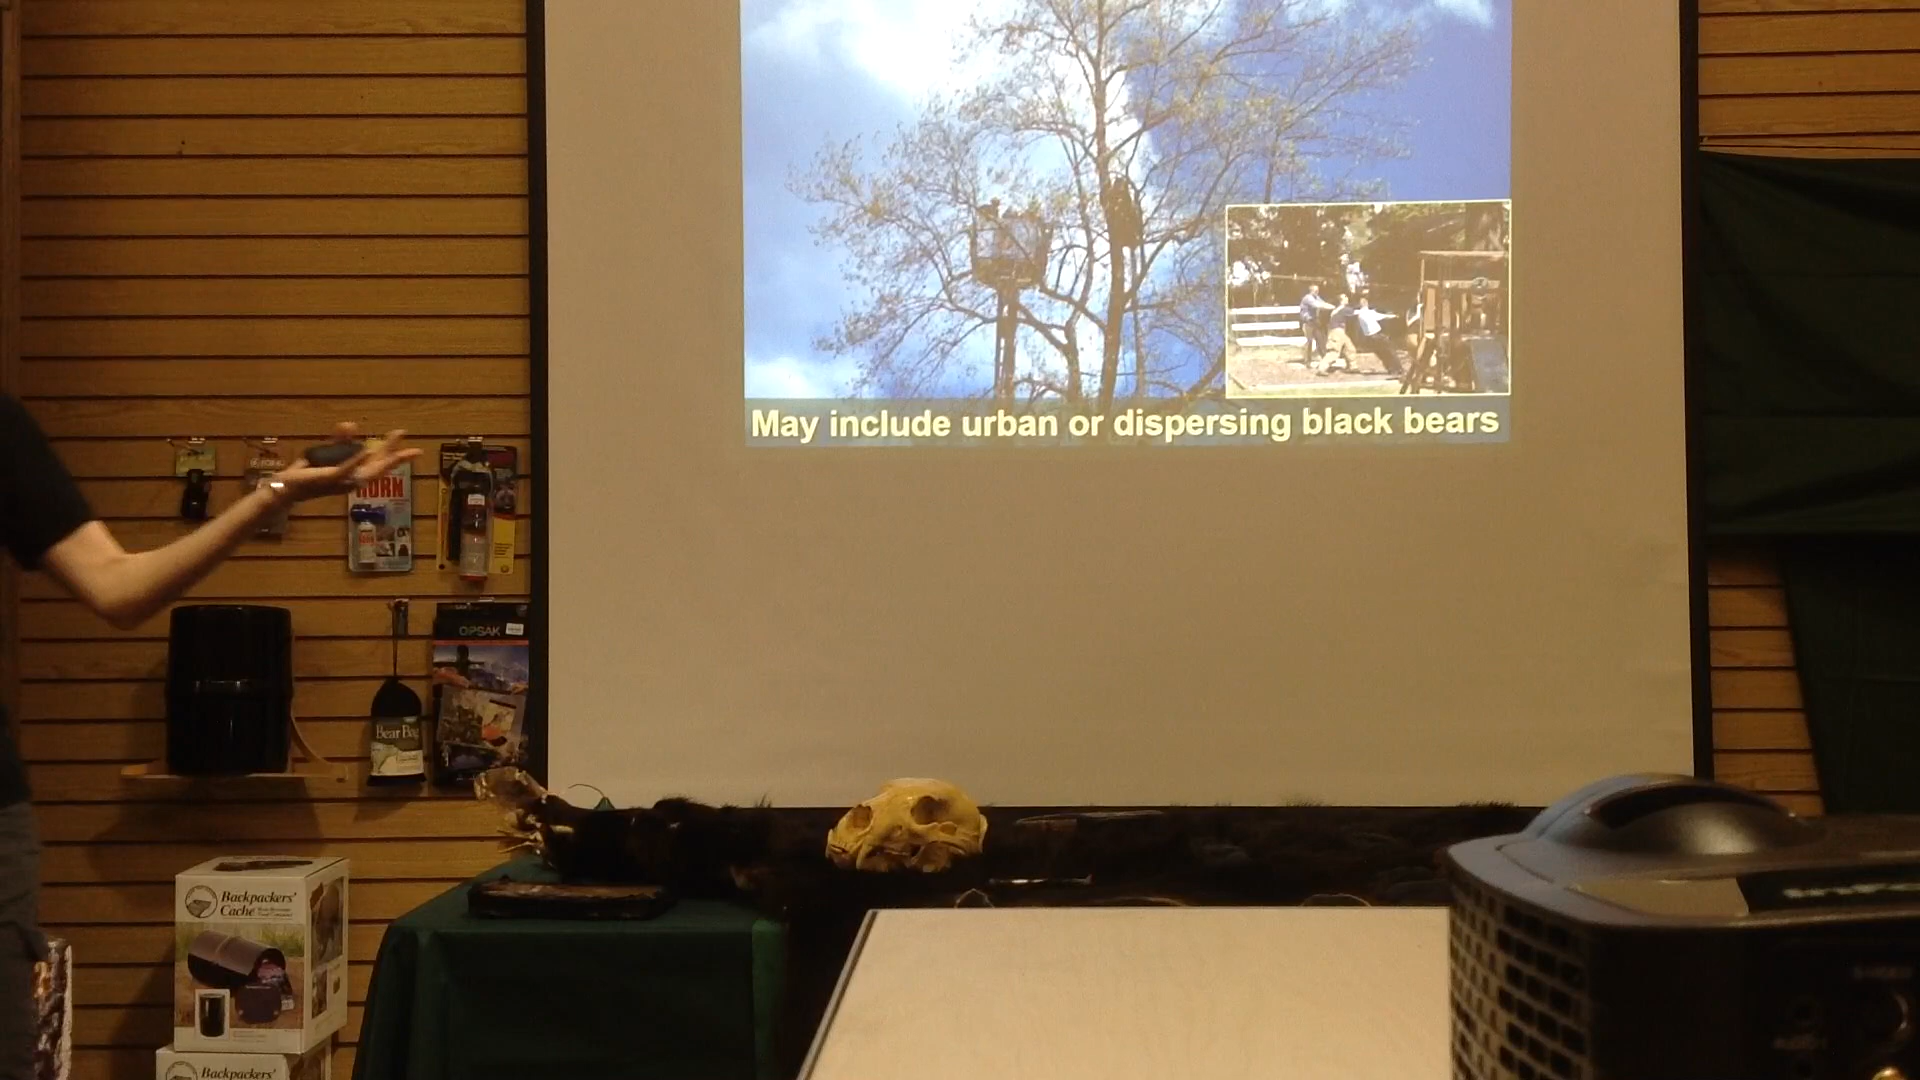 May include urban or dispersing black bears
HORN
OPSAK
Bear Bag
Backpackers'
Cache
Backpackers'